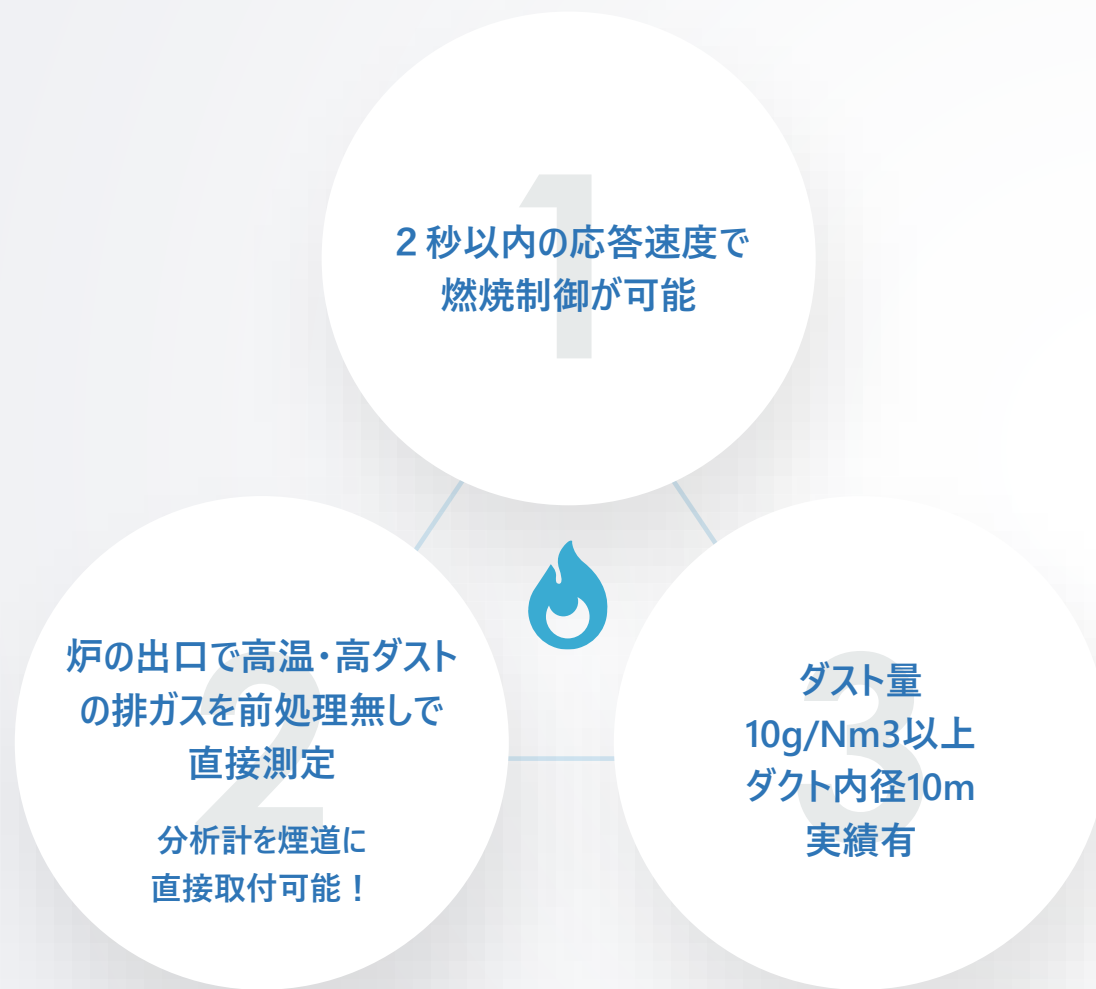 1
２秒以内の応答速度で
燃焼制御が可能
2
炉の出口で高温・高ダスト
の排ガスを前処理無しで
直接測定
分析計を煙道に
直接取付可能！
3
ダスト量
10g/Nm3以上
ダクト内径10m
実績有